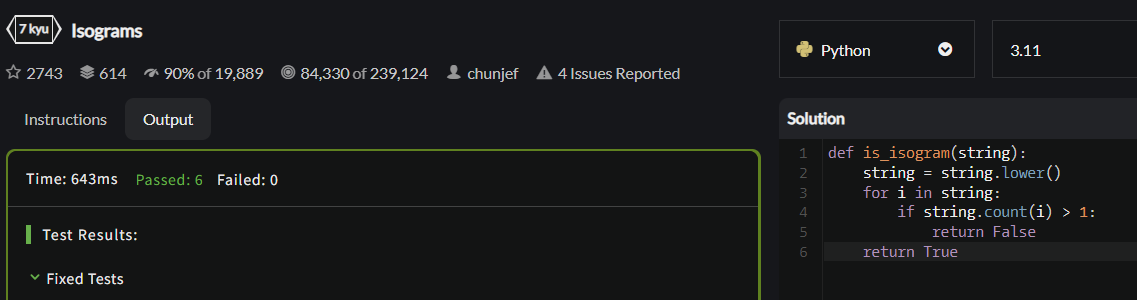 7 kyu Isograms
2743 614 90% of 19,889 84,330 of 239,124 chunjef 4 Issues Reported
Instructions Output
Time: 643ms Passed: 6 Failed: 0
Test Results:
Fixed Tests
Python 3.11
Solution
1 def is_isogram(string):
2     string = string.lower()
3     for i in string:
4         if string.count(i) > 1:
5             return False
6     return True